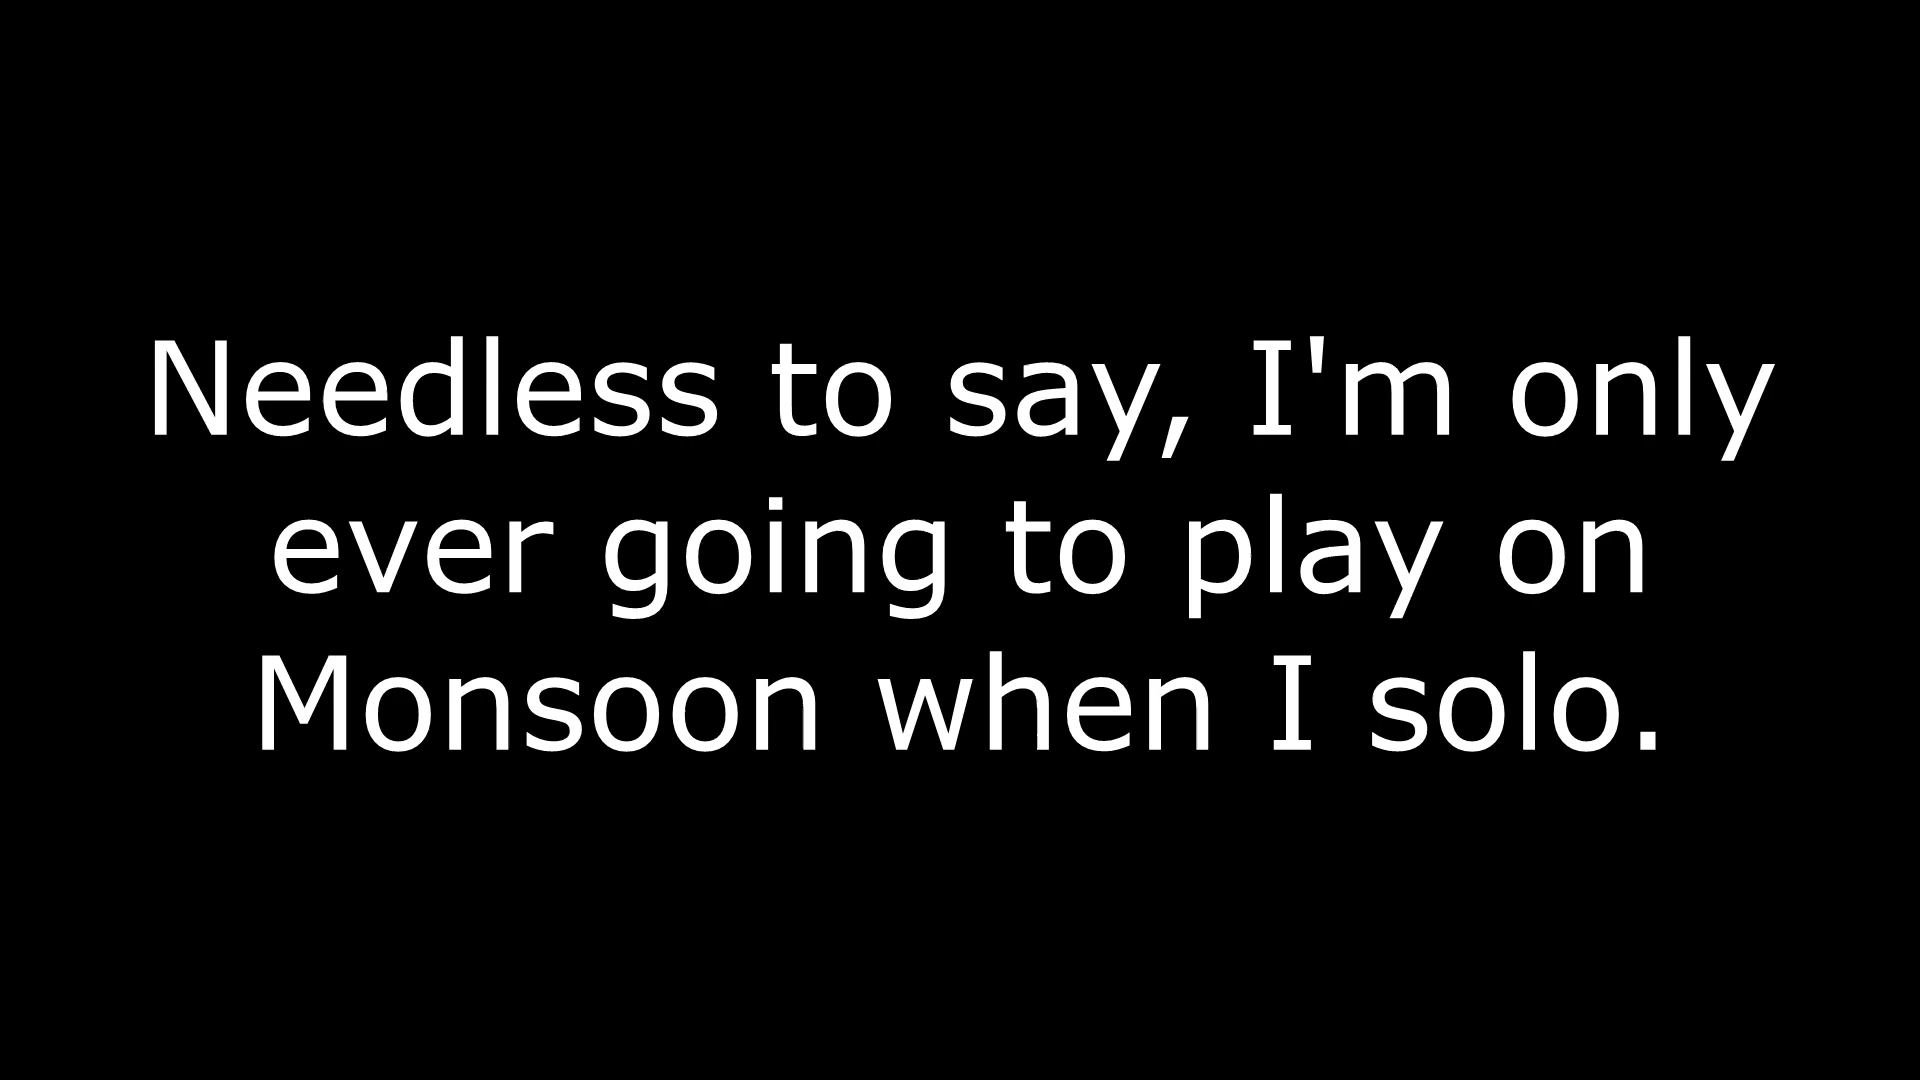 Needless to say, I'm only
ever going to play on
Monsoon when I solo.